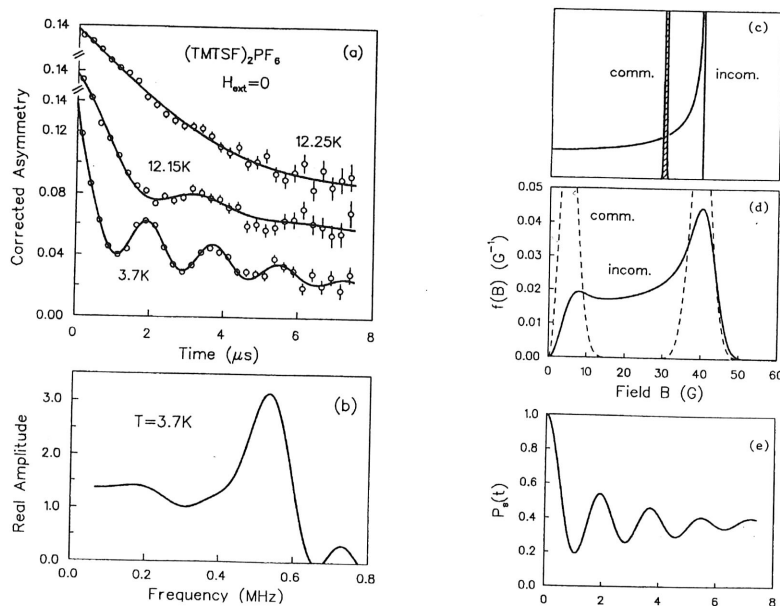 (a)
(TMTSF)₂PF₆
Hₑₓₜ=0
0.14
0.14
0.14
0.12
0.08
0.04
0.00
12.25K
12.15K
3.7K
Corrected Asymmetry
0
2
4
6
8
Time (μs)
(b)
T=3.7K
3.0
2.0
1.0
0.0
Real Amplitude
0.0
0.2
0.4
0.6
0.8
Frequency (MHz)
(c)
comm.
incom.
(d)
comm.
incom.
0.05
0.04
0.03
0.02
0.01
0.00
f(B) (G⁻¹)
0
10
20
30
40
50
60
Field B (G)
(e)
1.0
0.8
0.6
0.4
0.2
0.0
Pₛ(t)
0
2
4
6
8